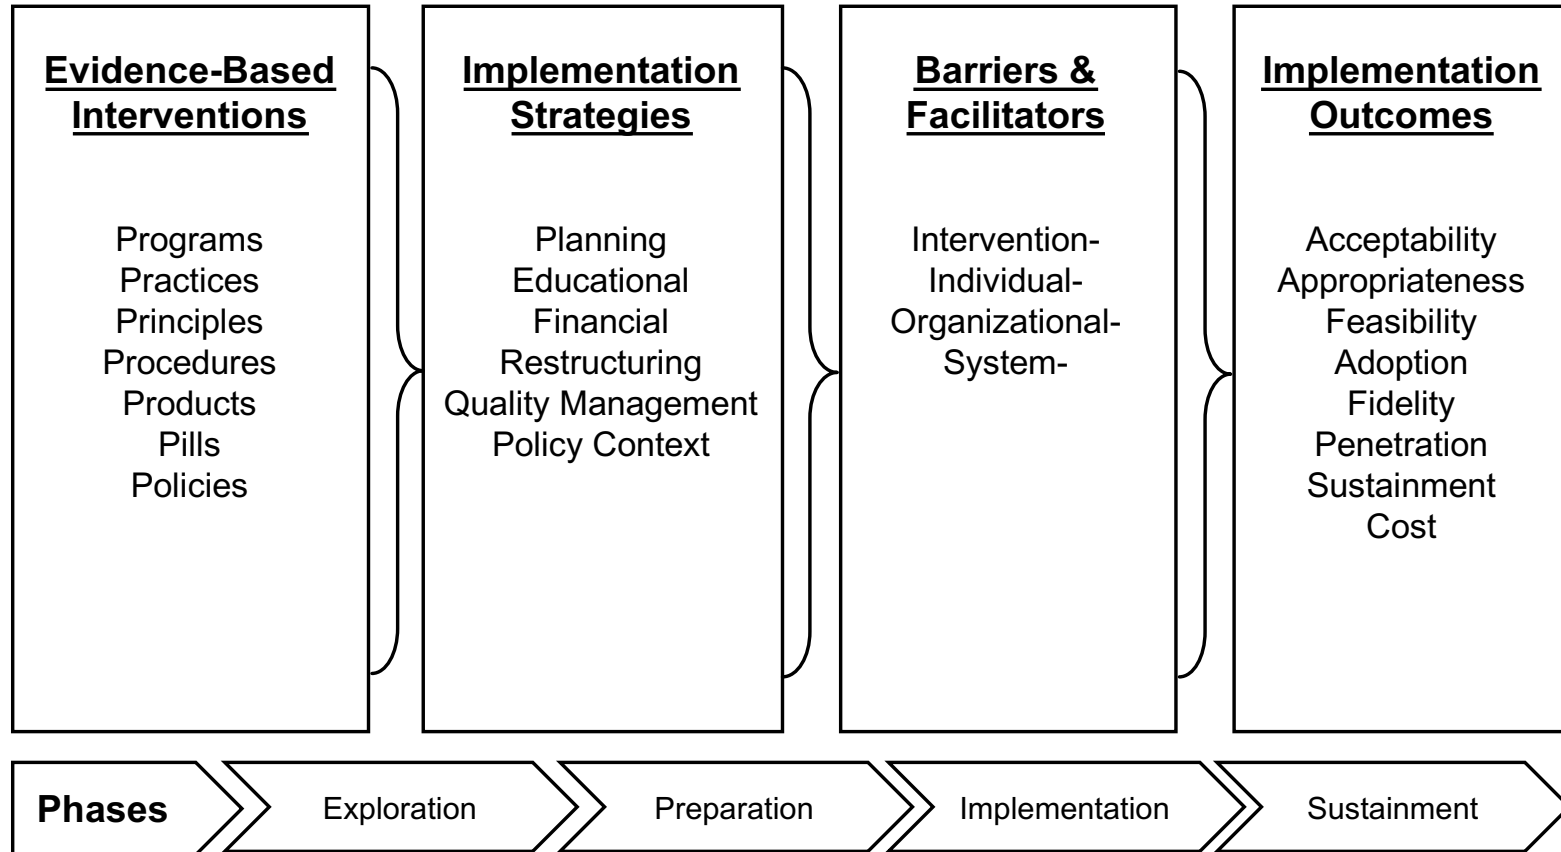 Evidence-Based
Interventions
Programs
Practices
Principles
Procedures
Products
Pills
Policies
Implementation
Strategies
Planning
Educational
Financial
Restructuring
Quality Management
Policy Context
Barriers &
Facilitators
Intervention-
Individual-
Organizational-
System-
Implementation
Outcomes
Acceptability
Appropriateness
Feasibility
Adoption
Fidelity
Penetration
Sustainment
Cost
Phases
Exploration
Preparation
Implementation
Sustainment